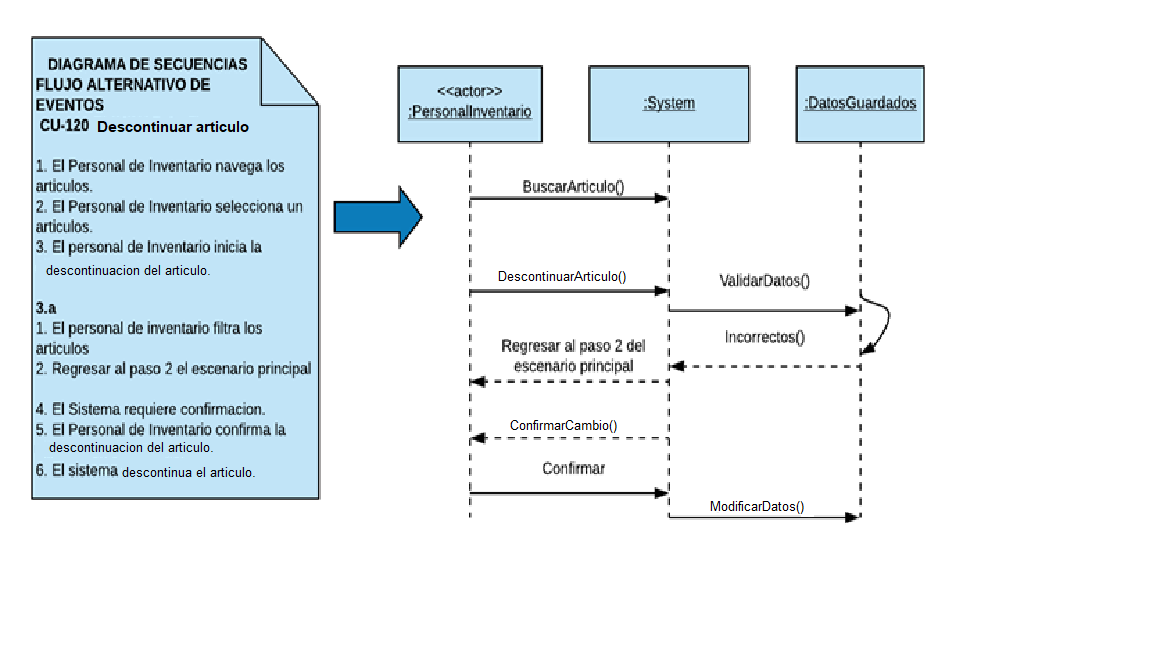 DIAGRAMA DE SECUENCIAS
FLUJO ALTERNATIVO DE
EVENTOS
CU-120 Descontinuar articulo
1. El Personal de Inventario navega los
articulos.
2. El Personal de Inventario selecciona un
articulos.
3. El personal de Inventario inicia la
descontinuacion del articulo.
3.a
1. El personal de inventario filtra los
articulos
2. Regresar al paso 2 el escenario principal
4. El Sistema requiere confirmacion.
5. El Personal de Inventario confirma la
descontinuacion del articulo.
6. El sistema descontinua el articulo.
<<actor>>
:PersonalInventario
:System
:DatosGuardados
BuscarArticulo()
DescontinuarArticulo()
ValidarDatos()
Incorrectos()
Regresar al paso 2 del
escenario principal
ConfirmarCambio()
Confirmar
ModificarDatos()